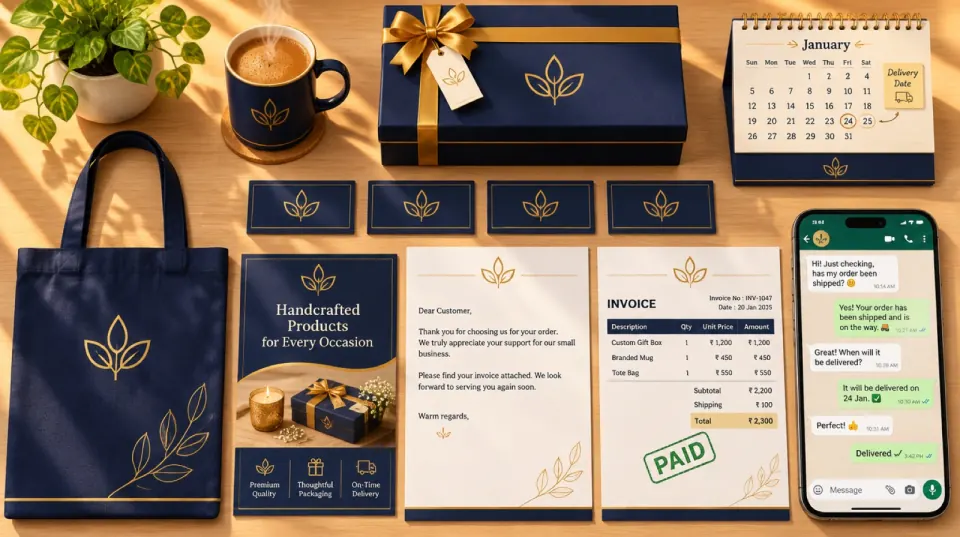 January
Sun Mon Tue Wed Thu Fri Sat
1 2 3 4
5 6 7 8 9 10 11
12 13 14 15 16 17 18
19 20 21 22 23 24 25
26 27 28 29 30 31
Delivery
Date
Handcrafted
Products
for Every Occasion
Premium
Quality
Thoughtful
Packaging
On-Time
Delivery
Dear Customer,
Thank you for choosing us for your order.
We truly appreciate your support for our small
business.
Please find your invoice attached. We look
forward to serving you again soon.
Warm regards,
INVOICE
Invoice No : INV-1047
Date : 20 Jan 2025
Description Qty Unit Price Amount
Custom Gift Box 1 ₹ 1,200 ₹ 1,200
Branded Mug 1 ₹ 450 ₹ 450
Tote Bag 1 ₹ 550 ₹ 550
Subtotal ₹ 2,200
Shipping ₹ 100
Total ₹ 2,300
PAID
Hi! Just checking,
has my order been
shipped? 🙂
Yes! Your order has
been shipped and is
on the way. 🚚
Great! When will it
be delivered?
It will be delivered on
24 Jan. ✅
Perfect! 👍
10:31 AM
Delivered ✓
3:42 PM
Message